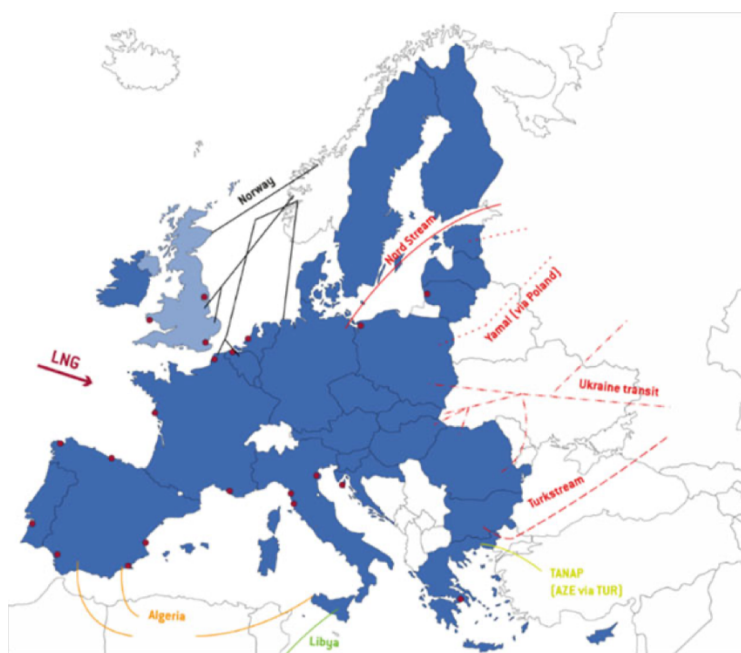 Norway
Nord Stream
Yamal (via Poland)
LNG
Ukraine transit
Turkstream
TANAP
(AZE via TUR)
Algeria
Libya